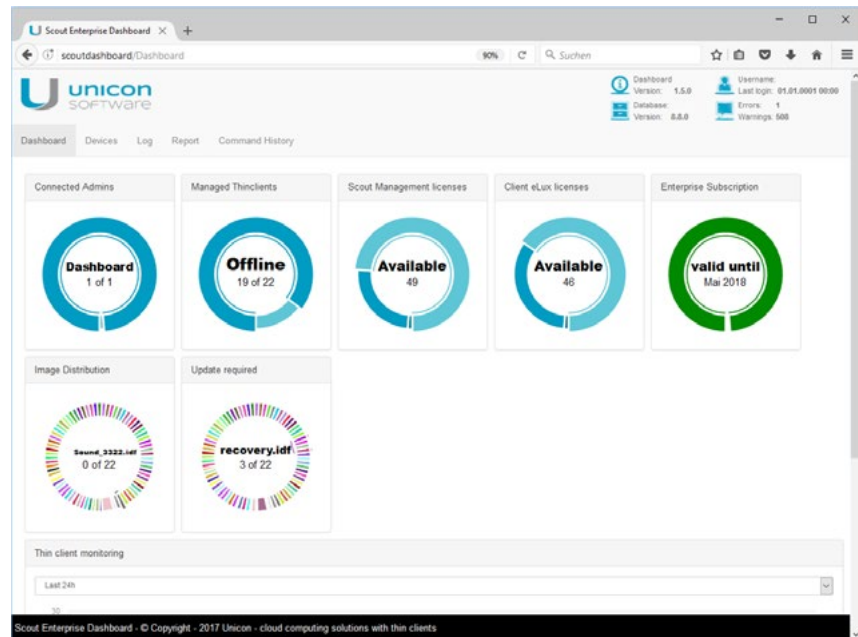 Scout Enterprise Dashboard
scoutdashboard/Dashboard
90%
Suchen
unicon
SOFTWARE
Dashboard
Version: 1.5.0
Username:
Last login: 01.01.0001 00:00
Database:
Version: 8.8.0
Errors: 1
Warnings: 508
Dashboard Devices Log Report Command History
Connected Admins
Managed Thinclients
Scout Management licenses
Client eLux licenses
Enterprise Subscription
Dashboard
1 of 1
Offline
19 of 22
Available
49
Available
46
valid until
Mai 2018
Image Distribution
Update required
Sound_3322.idf
0 of 22
recovery.idf
3 of 22
Thin client monitoring
Last 24h
30
Scout Enterprise Dashboard - © Copyright - 2017 Unicon - cloud computing solutions with thin clients